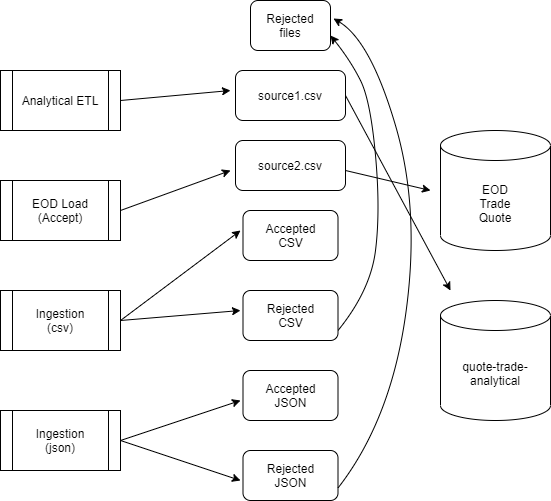 Rejected
files
Analytical ETL
source1.csv
EOD Load
(Accept)
source2.csv
EOD
Trade
Quote
Accepted
CSV
Ingestion
(csv)
Rejected
CSV
quote-trade-
analytical
Accepted
JSON
Ingestion
(json)
Rejected
JSON